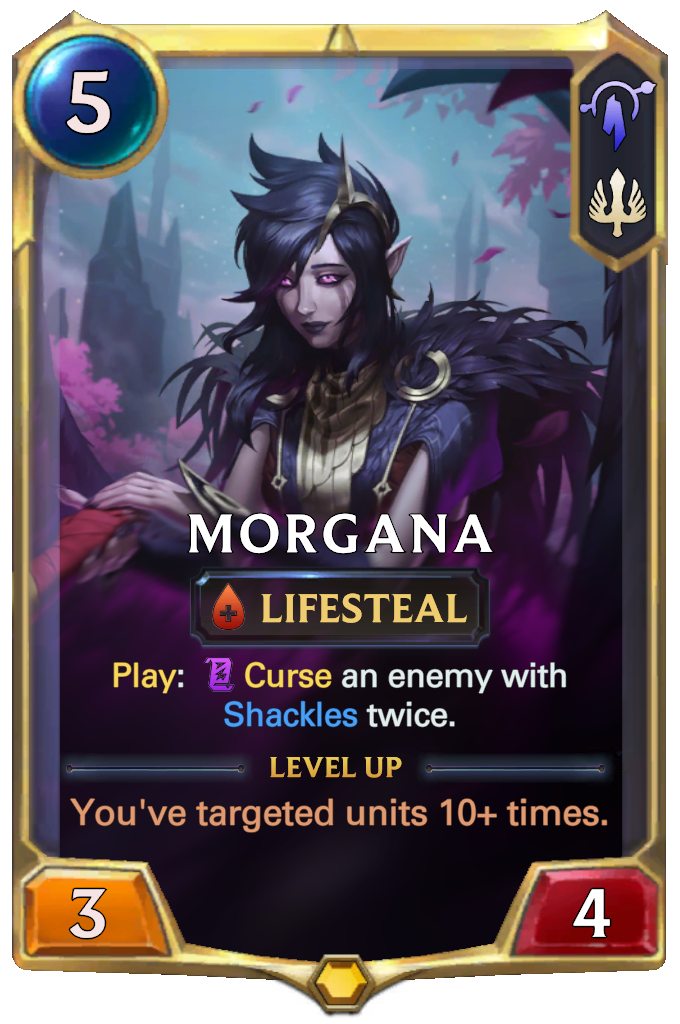 5
MORGANA
LIFESTEAL
Play: Curse an enemy with
Shackles twice.
LEVEL UP
You've targeted units 10+ times.
3
4